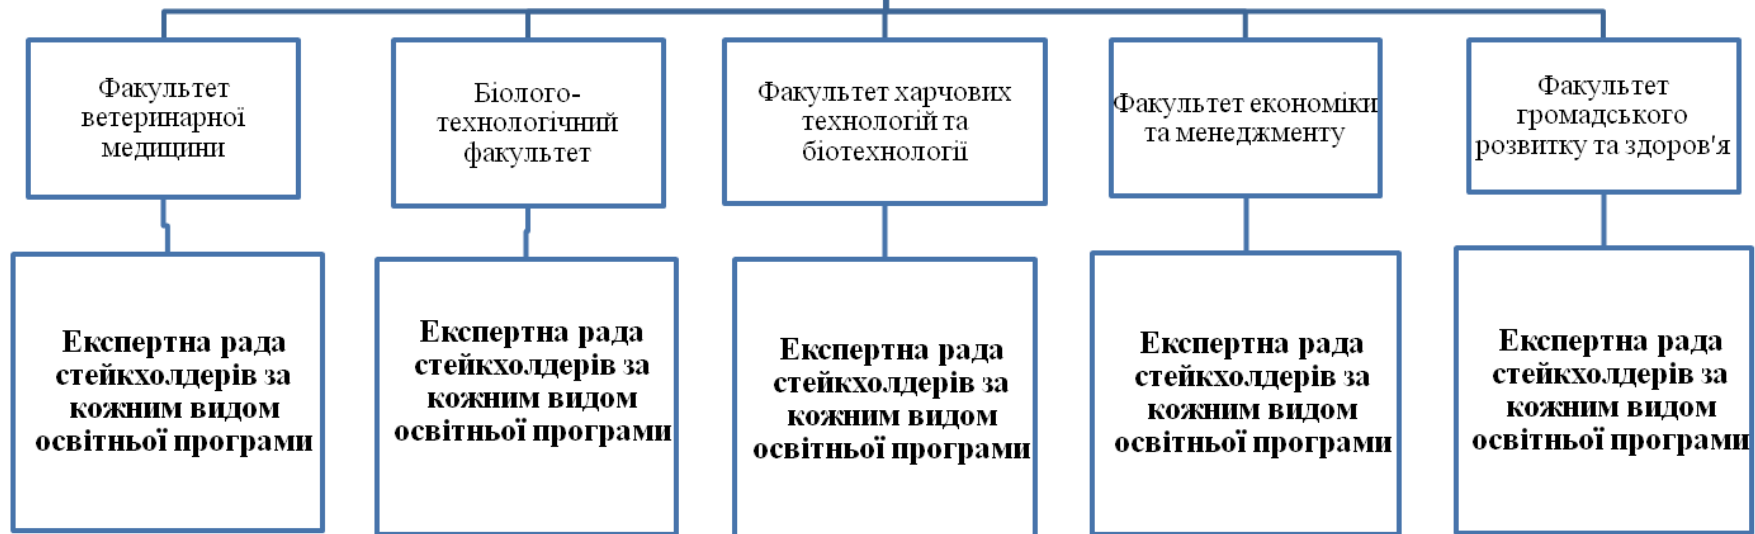 Факультет
ветеринарної
медицини
Біолого-
технологічний
факультет
Факультет харчових
технологій та
біотехнології
Факультет економіки
та менеджменту
Факультет
громадського
розвитку та здоров'я
Експертна рада
стейкхолдерів за
кожним видом
освітньої програми
Експертна рада
стейкхолдерів за
кожним видом
освітньої програми
Експертна рада
стейкхолдерів за
кожним видом
освітньої програми
Експертна рада
стейкхолдерів за
кожним видом
освітньої програми
Експертна рада
стейкхолдерів за
кожним видом
освітньої програми